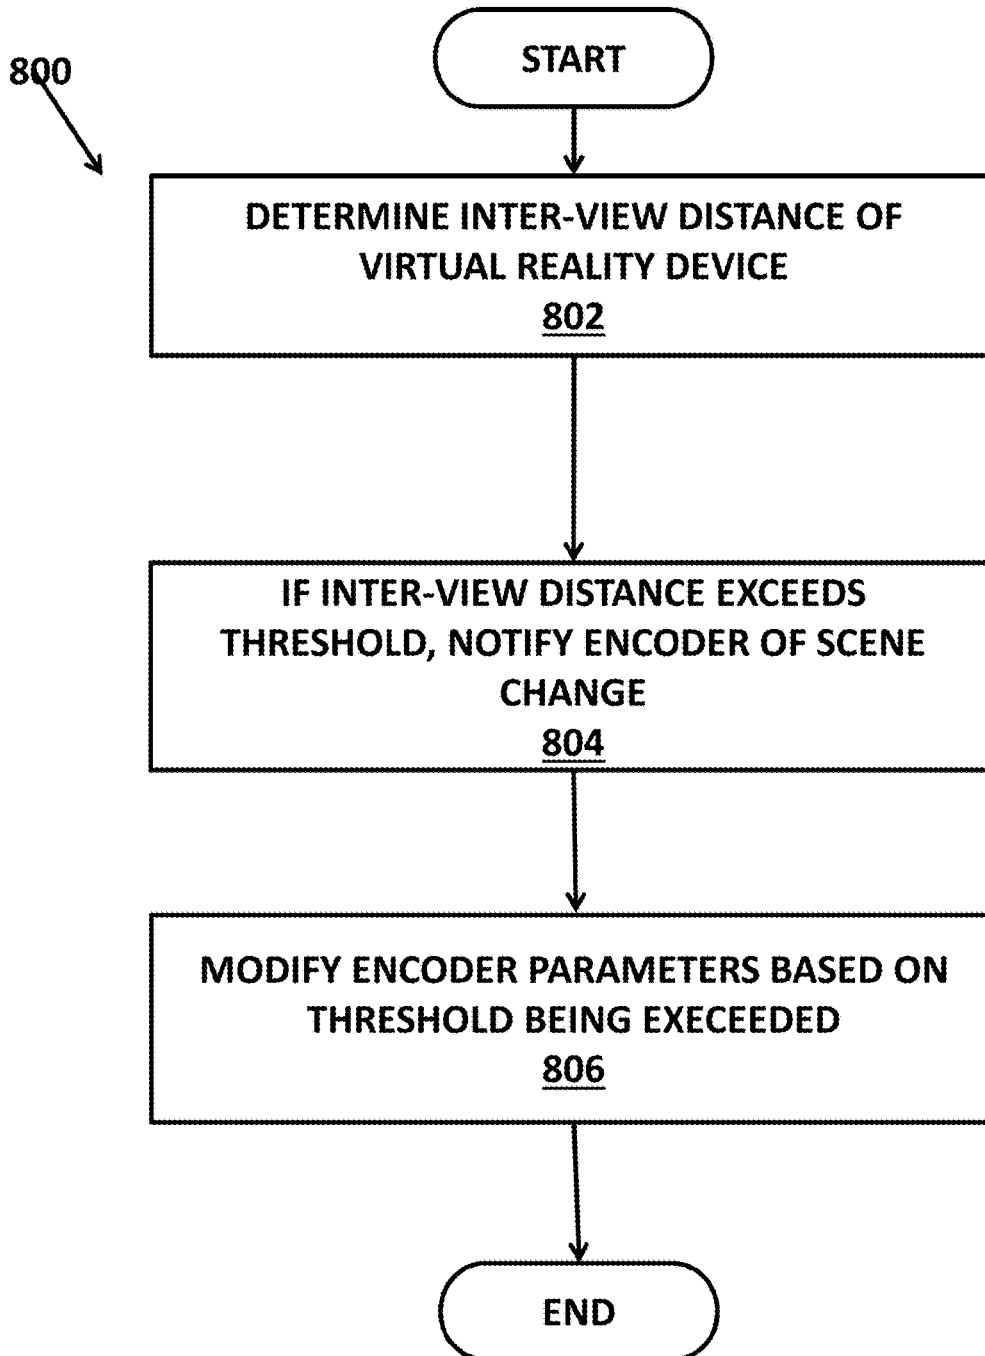 800
START
DETERMINE INTER-VIEW DISTANCE OF
VIRTUAL REALITY DEVICE
802
IF INTER-VIEW DISTANCE EXCEEDS
THRESHOLD, NOTIFY ENCODER OF SCENE
CHANGE
804
MODIFY ENCODER PARAMETERS BASED ON
THRESHOLD BEING EXECEEDED
806
END